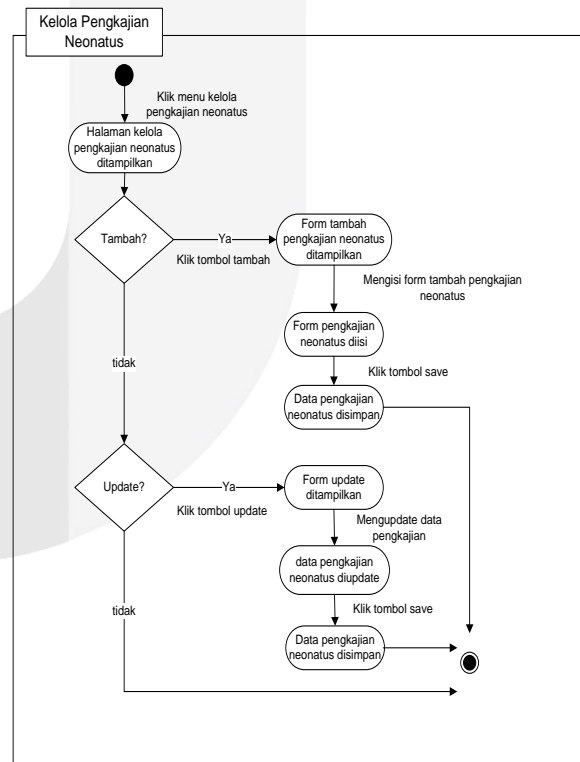 Kelola Pengkajian
Neonatus
Klik menu kelola
pengkajian neonatus
Halaman kelola
pengkajian neonatus
ditampilkan
Tambah?
Ya
Klik tombol tambah
Form tambah
pengkajian neonatus
ditampilkan
Mengisi form tambah pengkajian
neonatus
Form pengkajian
neonatus diisi
Klik tombol save
Data pengkajian
neonatus disimpan
tidak
Update?
Ya
Klik tombol update
Form update
ditampilkan
Mengupdate data
pengkajian
data pengkajian
neonatus diupdate
Klik tombol save
Data pengkajian
neonatus disimpan
tidak